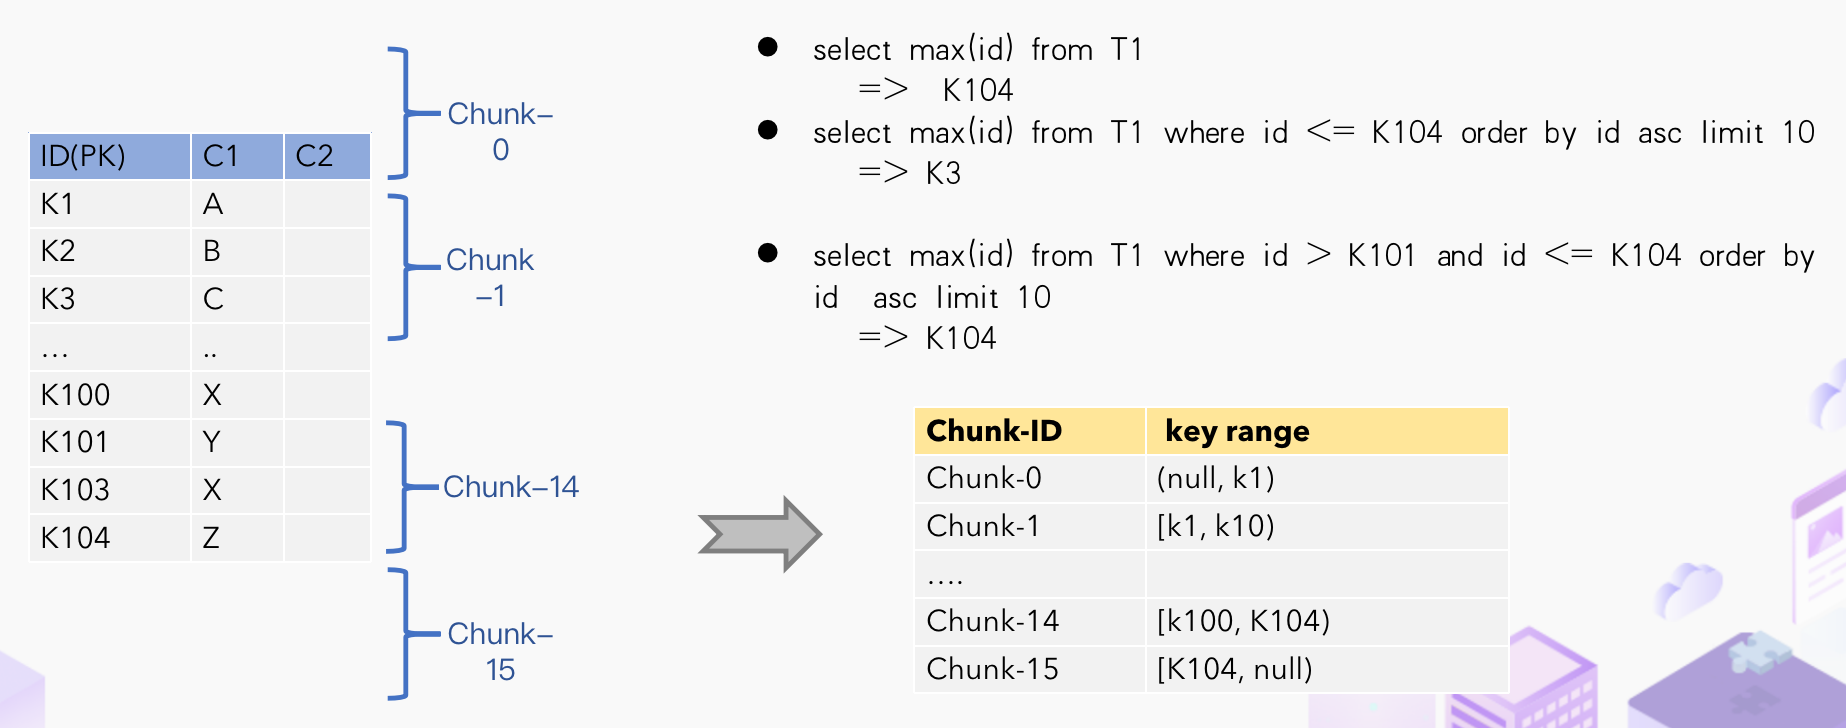 ID(PK) C1 C2
K1 A
K2 B
K3 C
... ..
K100 X
K101 Y
K103 X
K104 Z
Chunk–
0
Chunk
–1
Chunk–14
Chunk–
15
● select max(id) from T1
=> K104
● select max(id) from T1 where id <= K104 order by id asc limit 10
=> K3
● select max(id) from T1 where id > K101 and id <= K104 order by
id asc limit 10
=> K104
Chunk-ID key range
Chunk-0 (null, k1)
Chunk-1 [k1, k10)
....
Chunk-14 [k100, K104)
Chunk-15 [K104, null)